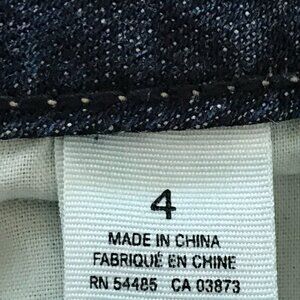 4
MADE IN CHINA
FABRIQUÉ EN CHINE
RN 54485 CA 03873